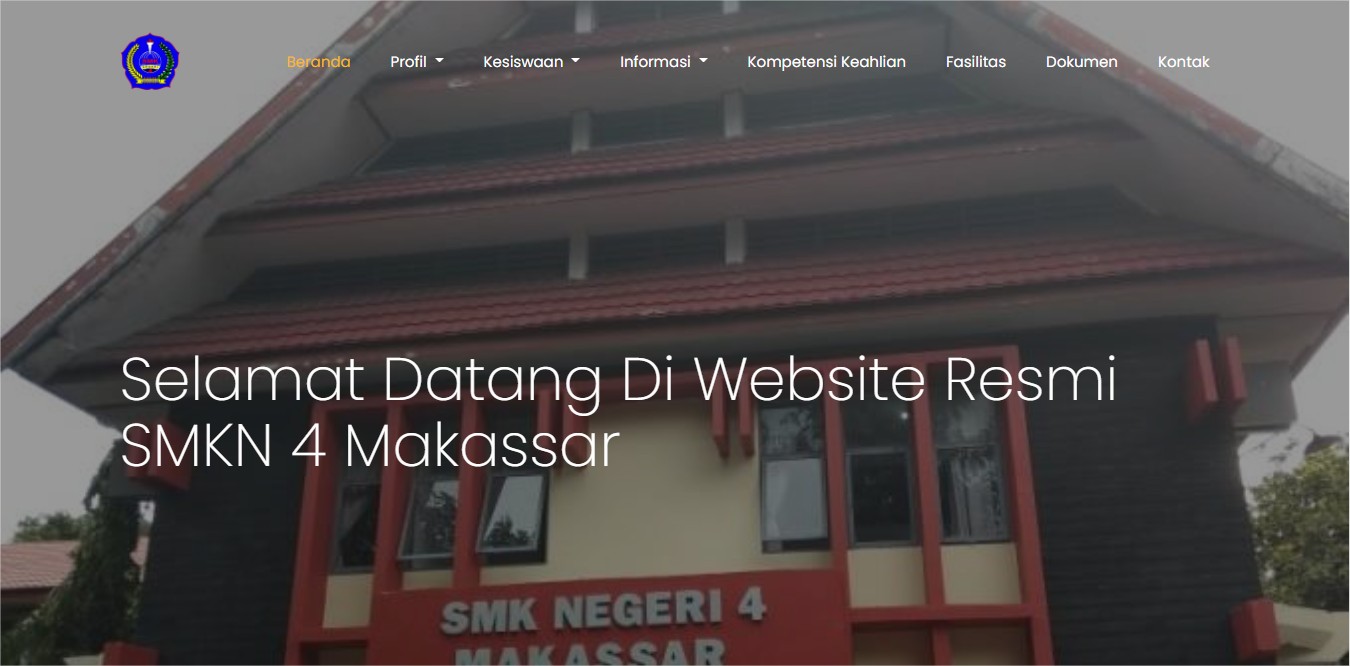 Beranda Profil Kesiswaan Informasi Kompetensi Keahlian Fasilitas Dokumen Kontak
Selamat Datang Di Website Resmi
SMKN 4 Makassar
SMK NEGERI 4
MAKASSAR